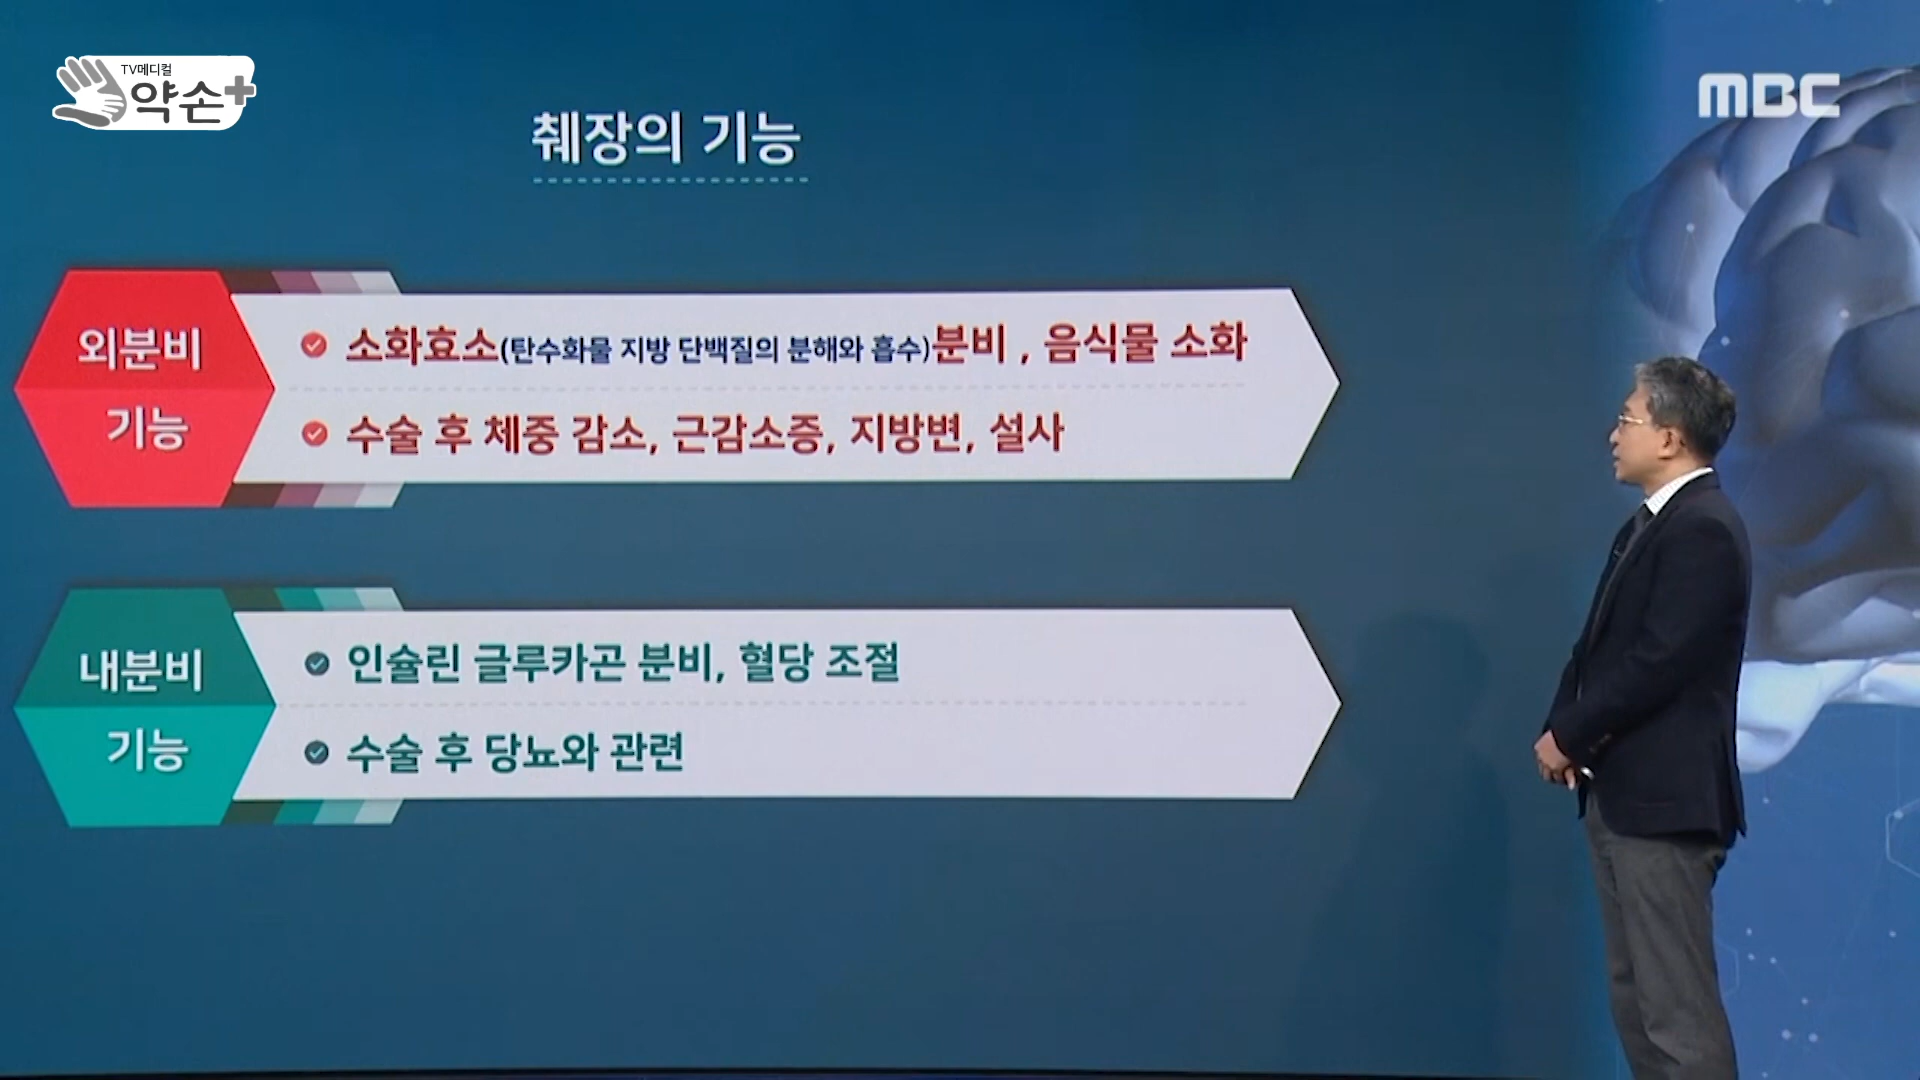 TV메디컬
약손+
MBC
췌장의 기능
외분비
기능
소화효소(탄수화물 지방 단백질의 분해와 흡수)분비 , 음식물 소화
수술 후 체중 감소, 근감소증, 지방변, 설사
내분비
기능
인슐린 글루카곤 분비, 혈당 조절
수술 후 당뇨와 관련